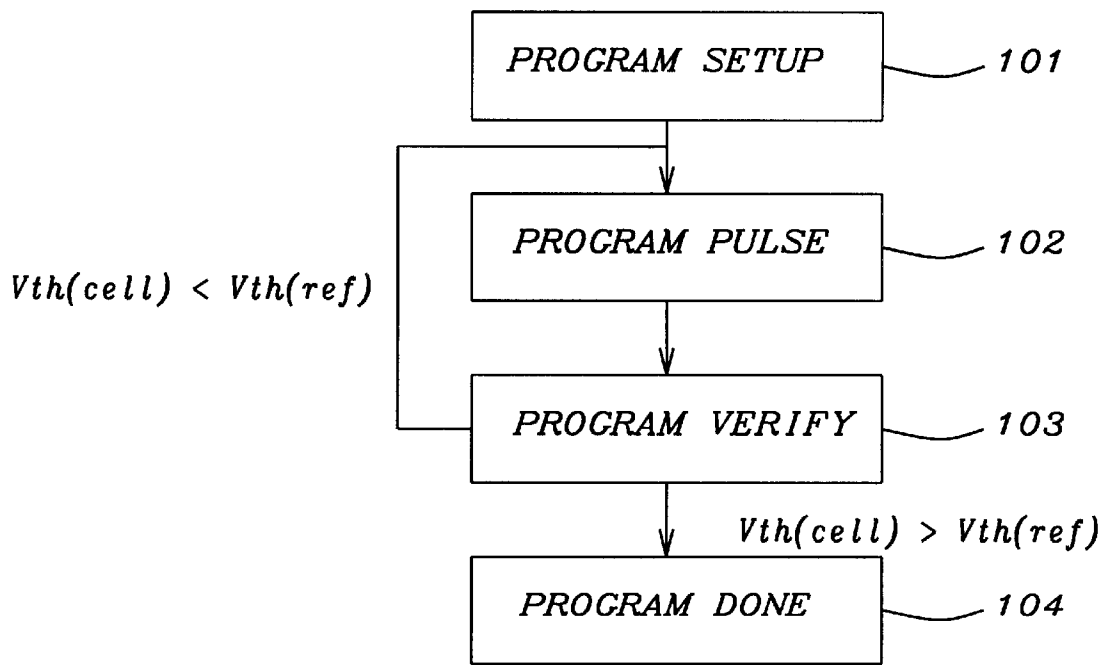 PROGRAM SETUP
101
PROGRAM PULSE
102
Vth(cell) < Vth(ref)
PROGRAM VERIFY
103
Vth(cell) > Vth(ref)
PROGRAM DONE
104